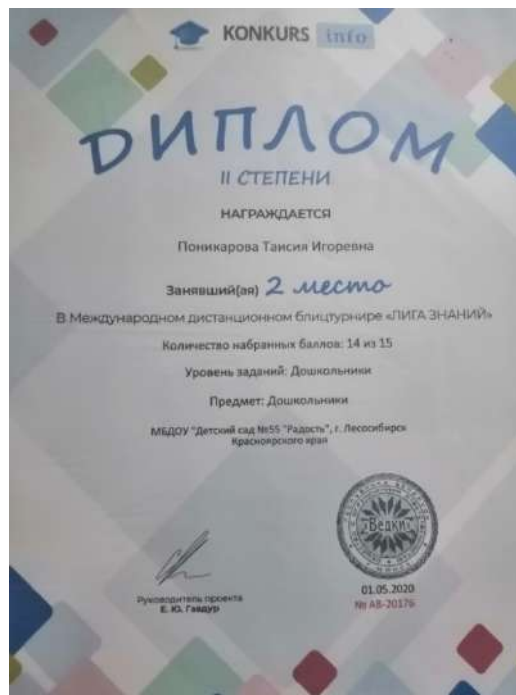 KONKURS info
ДИПЛОМ
II СТЕПЕНИ
НАГРАЖДАЕТСЯ
Поникарова Таисия Игоревна
Занявший(ая) 2 место
В Международном дистанционном блицтурнире «ЛИГА ЗНАНИЙ»
Количество набранных баллов: 14 из 15
Уровень заданий: Дошкольники
Предмет: Дошкольники
МБДОУ "Детский сад №55 "Радость", г. Лесосибирск
Красноярского края
"Ведки"
Руководитель проекта
Е. Ю. Гавдур
01.05.2020
№ АВ-20176